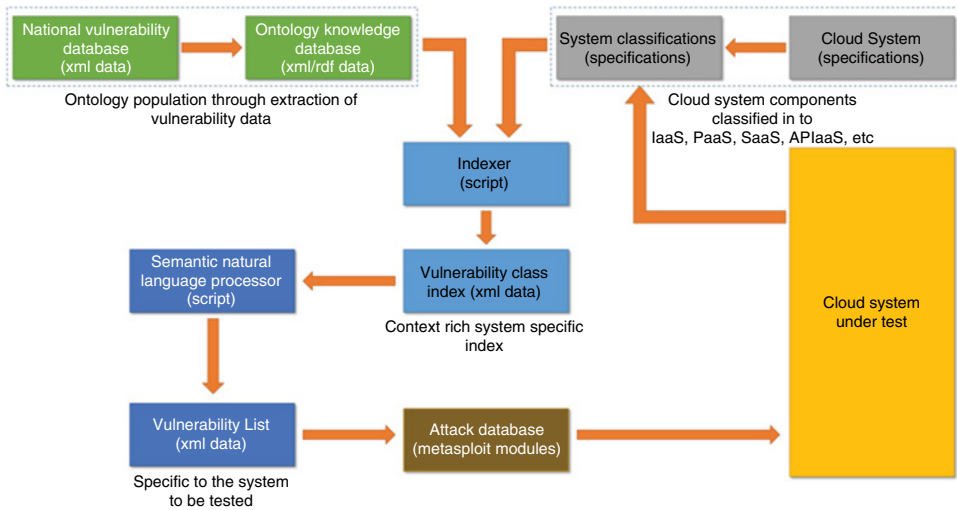 National vulnerability
database
(xml data)
Ontology knowledge
database
(xml/rdf data)
System classifications
(specifications)
Cloud System
(specifications)
Ontology population through extraction of
vulnerability data
Cloud system components
classified in to
IaaS, PaaS, SaaS, APIaaS, etc
Indexer
(script)
Semantic natural
language processor
(script)
Vulnerability class
index (xml data)
Context rich system specific
index
Cloud system
under test
Vulnerability List
(xml data)
Attack database
(metasploit modules)
Specific to the system
to be tested